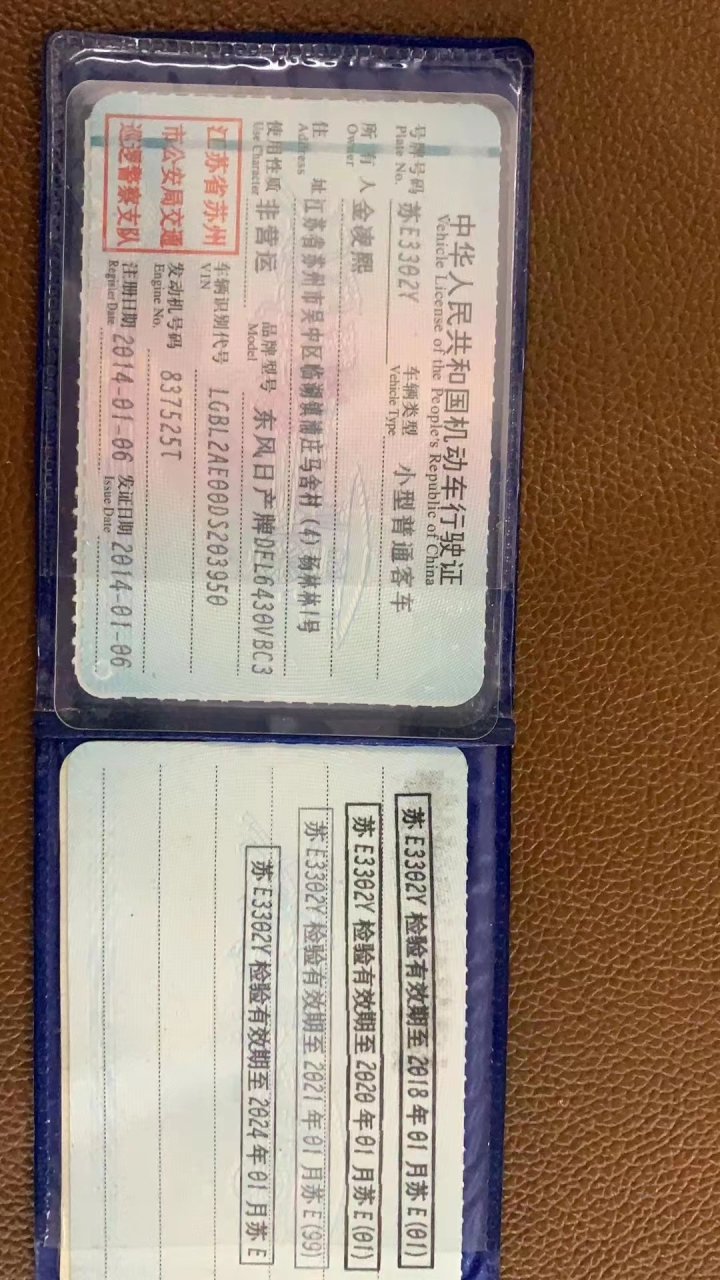 中华人民共和国机动车行驶证
Vehicle License of the People's Republic of China
号牌号码 苏E3302Y 车辆类型 小型普通客车
Plate No. Vehicle Type
所有人 金凌熙
Owner
住址 江苏省苏州市吴中区临湖镇浦庄马舍村(4)杨林林1号
Address
使用性质 非营运 品牌型号 东风日产牌DFL6430VBC3
Use Character Model
江苏省苏州
市公安局交通
巡逻警察支队
车辆识别代号 LGBL2AE00DS203950
VIN
发动机号码 837525T
Engine No.
注册日期 2014-01-06 发证日期 2014-01-06
Register Date Issue Date
苏E3302Y 检验有效期至 2018年01月苏E(01)
苏E3302Y 检验有效期至 2020年01月苏E(01)
苏E3302Y 检验有效期至 2021年01月苏E(99)
苏E3302Y 检验有效期至 2024年01月苏E